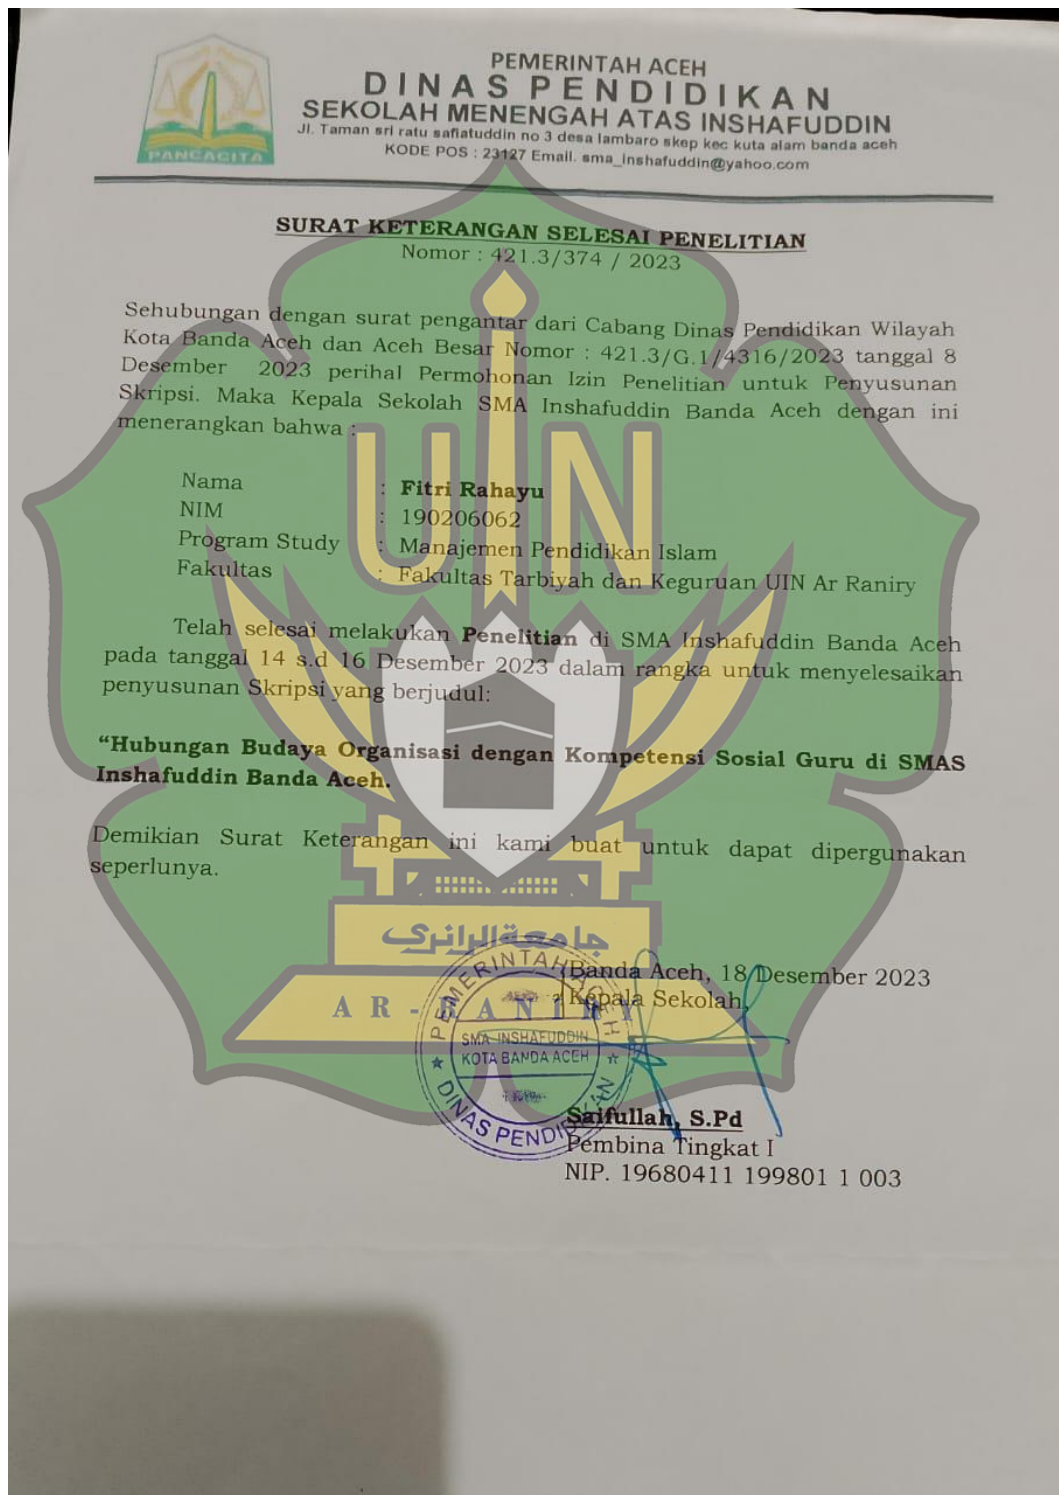 PANCACITA
PEMERINTAH ACEH
DINAS PENDIDIKAN
SEKOLAH MENENGAH ATAS INSHAFUDDIN
Jl. Taman sri ratu safiatuddin no 3 desa lambaro skep kec kuta alam banda aceh
KODE POS : 23127 Email. sma_inshafuddin@yahoo.com
SURAT KETERANGAN SELESAI PENELITIAN
Nomor : 421.3/374 / 2023
Sehubungan dengan surat pengantar dari Cabang Dinas Pendidikan Wilayah
Kota Banda Aceh dan Aceh Besar Nomor : 421.3/G.1/4316/2023 tanggal 8
Desember 2023 perihal Permohonan Izin Penelitian untuk Penyusunan
Skripsi. Maka Kepala Sekolah SMA Inshafuddin Banda Aceh dengan ini
menerangkan bahwa :
Nama : Fitri Rahayu
NIM : 190206062
Program Study : Manajemen Pendidikan Islam
Fakultas : Fakultas Tarbiyah dan Keguruan UIN Ar Raniry
Telah selesai melakukan Penelitian di SMA Inshafuddin Banda Aceh
pada tanggal 14 s.d 16 Desember 2023 dalam rangka untuk menyelesaikan
penyusunan Skripsi yang berjudul:
“Hubungan Budaya Organisasi dengan Kompetensi Sosial Guru di SMAS
Inshafuddin Banda Aceh.
Demikian Surat Keterangan ini kami buat untuk dapat dipergunakan
seperlunya.
UIN
جامعة الرانري
AR-RANIRY
Banda Aceh, 18 Desember 2023
Kepala Sekolah,
PEMERINTAH ACEH
SMA INSHAFUDDIN
KOTA BANDA ACEH
DINAS PENDIDIKAN
Saifullah, S.Pd
Pembina Tingkat I
NIP. 19680411 199801 1 003